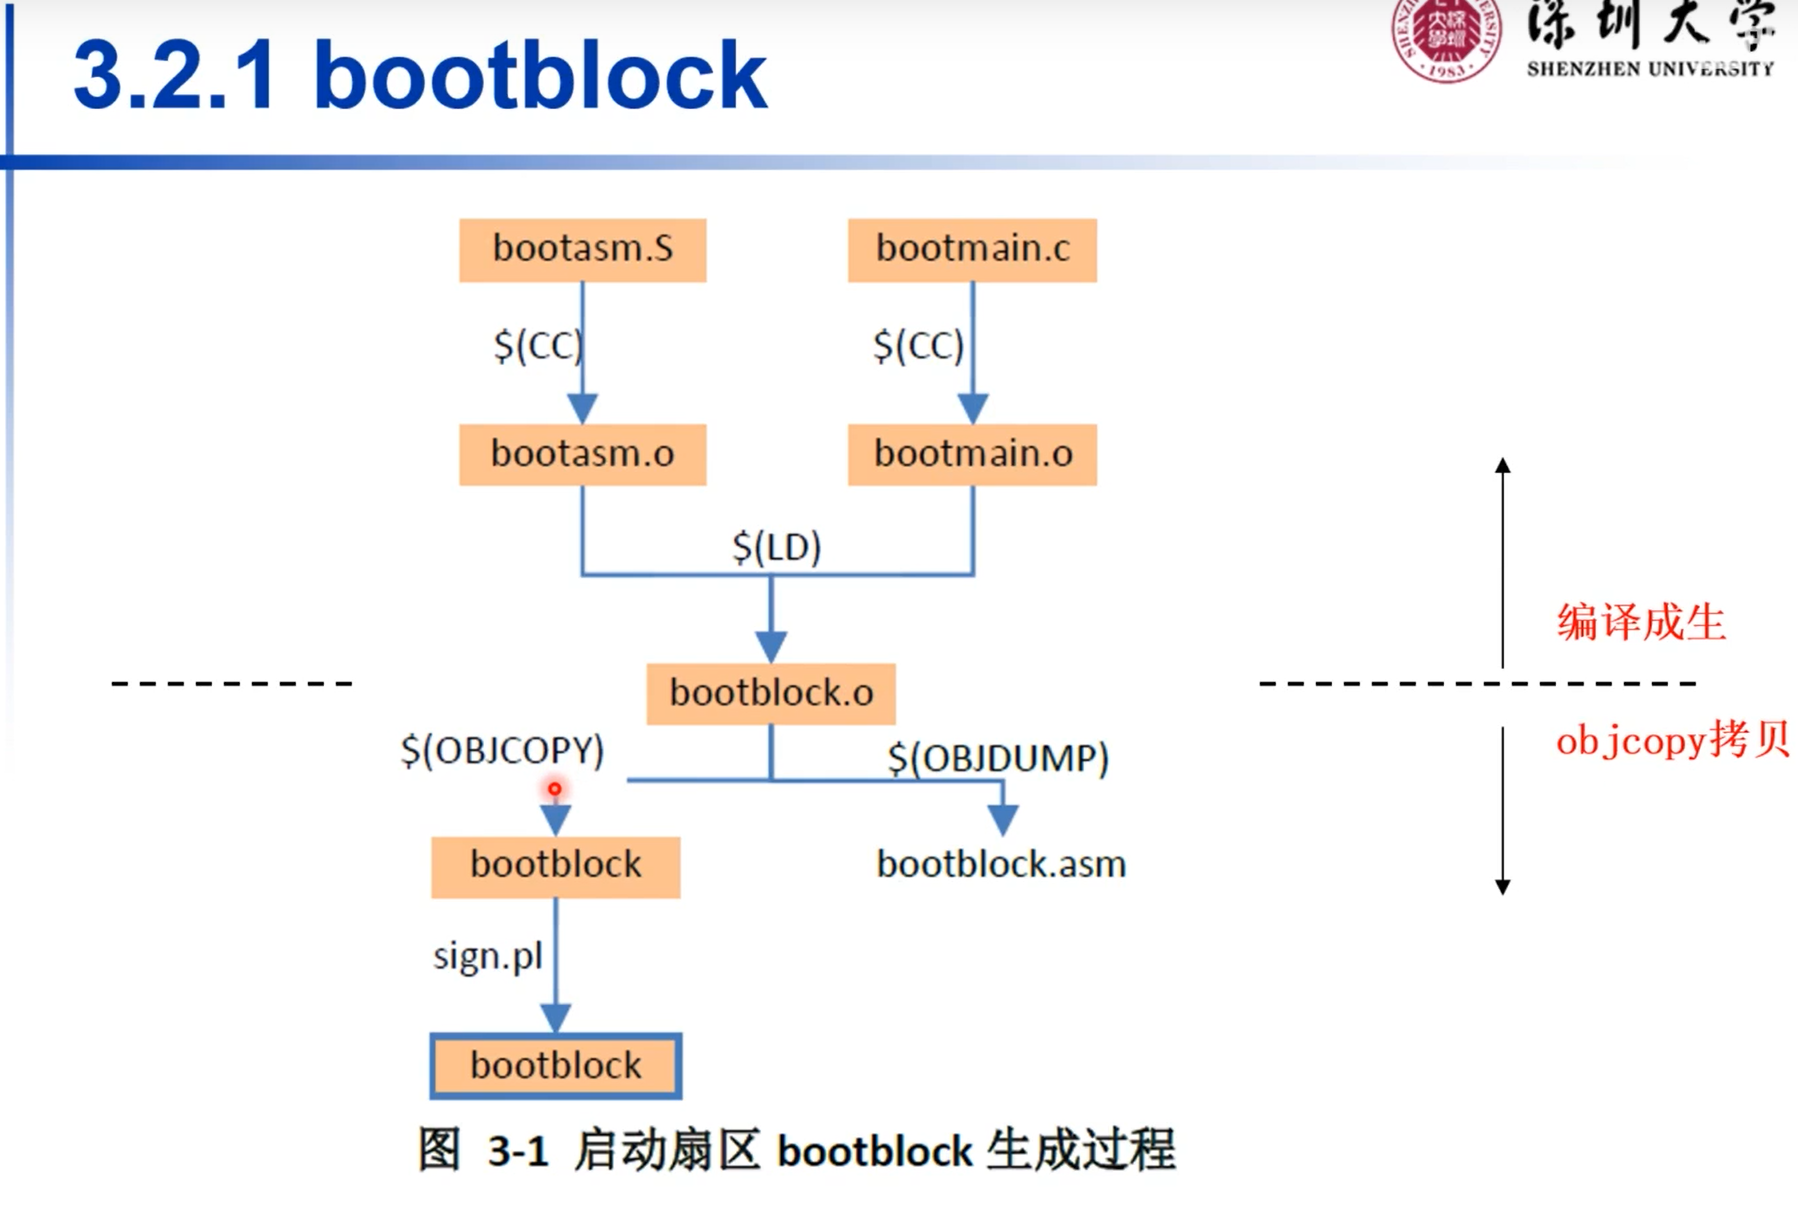 3.2.1 bootblock
深圳大学
SHENZHEN UNIVERSITY
1983
bootasm.S
bootmain.c
$(CC)
$(CC)
bootasm.o
bootmain.o
$(LD)
编译成生
bootblock.o
$(OBJCOPY)
$(OBJDUMP)
objcopy拷贝
bootblock
bootblock.asm
sign.pl
bootblock
图 3-1 启动扇区 bootblock 生成过程